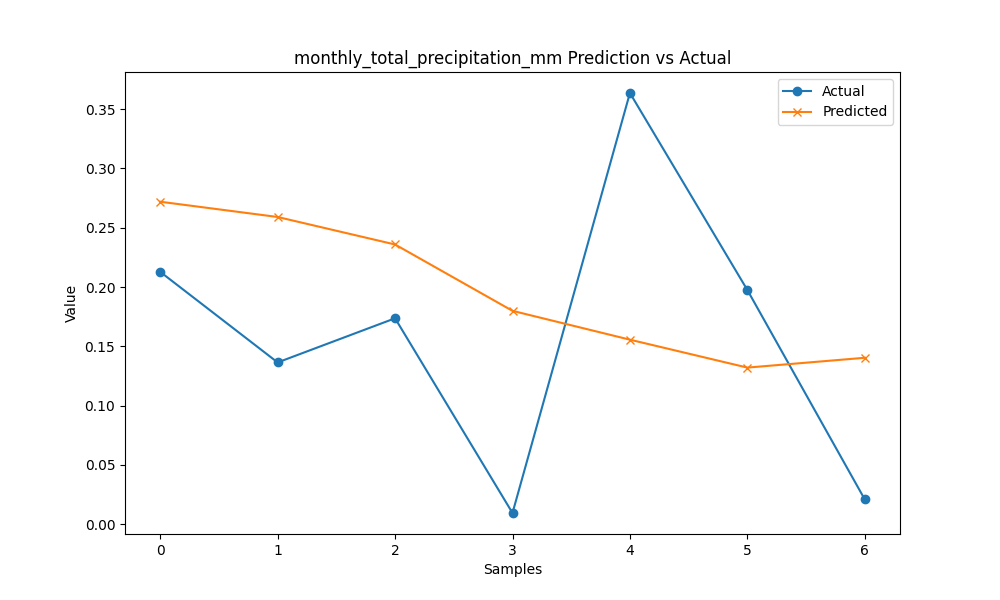 monthly_total_precipitation_mm Prediction vs Actual
Actual
Predicted
0.35
0.30
0.25
0.20
0.15
0.10
0.05
0.00
Value
0 1 2 3 4 5 6
Samples